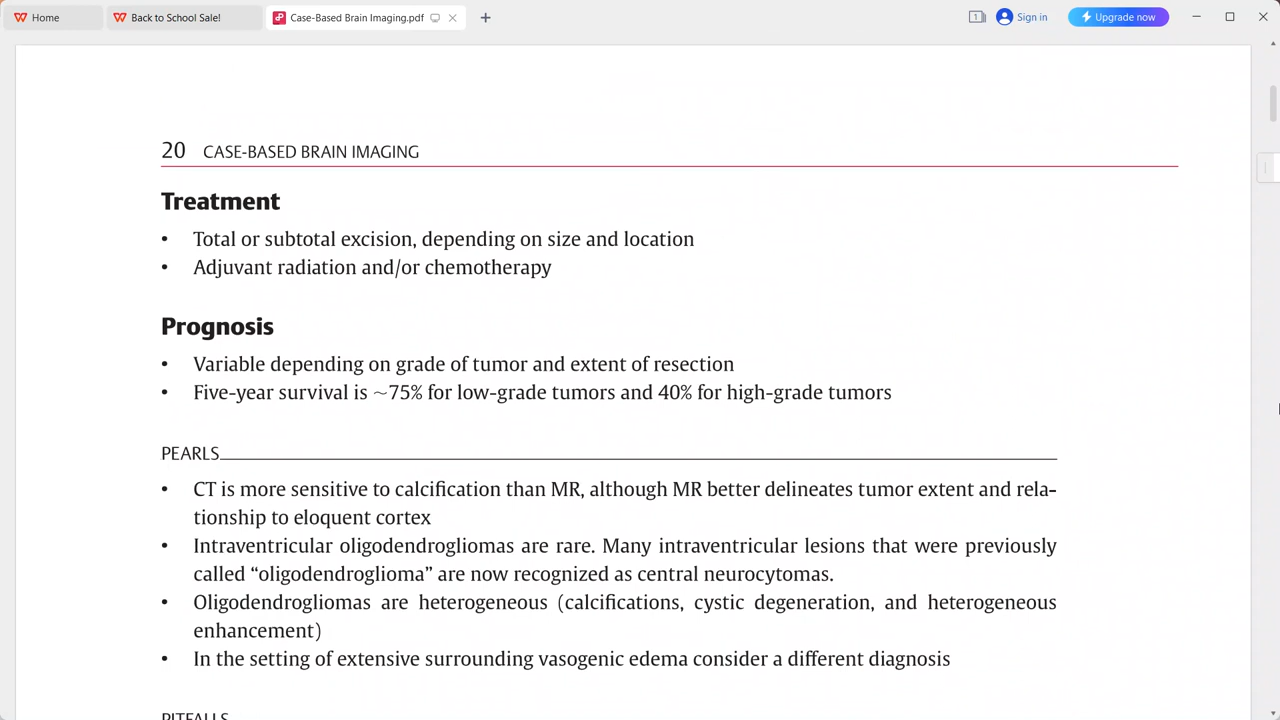 Home
Back to School Sale!
Case-Based Brain Imaging.pdf
1
Sign in
Upgrade now
20 CASE-BASED BRAIN IMAGING
Treatment
• Total or subtotal excision, depending on size and location
• Adjuvant radiation and/or chemotherapy
Prognosis
• Variable depending on grade of tumor and extent of resection
• Five-year survival is ~75% for low-grade tumors and 40% for high-grade tumors
PEARLS
• CT is more sensitive to calcification than MR, although MR better delineates tumor extent and rela-
tionship to eloquent cortex
• Intraventricular oligodendrogliomas are rare. Many intraventricular lesions that were previously
called “oligodendroglioma” are now recognized as central neurocytomas.
• Oligodendrogliomas are heterogeneous (calcifications, cystic degeneration, and heterogeneous
enhancement)
• In the setting of extensive surrounding vasogenic edema consider a different diagnosis
PITFALLS